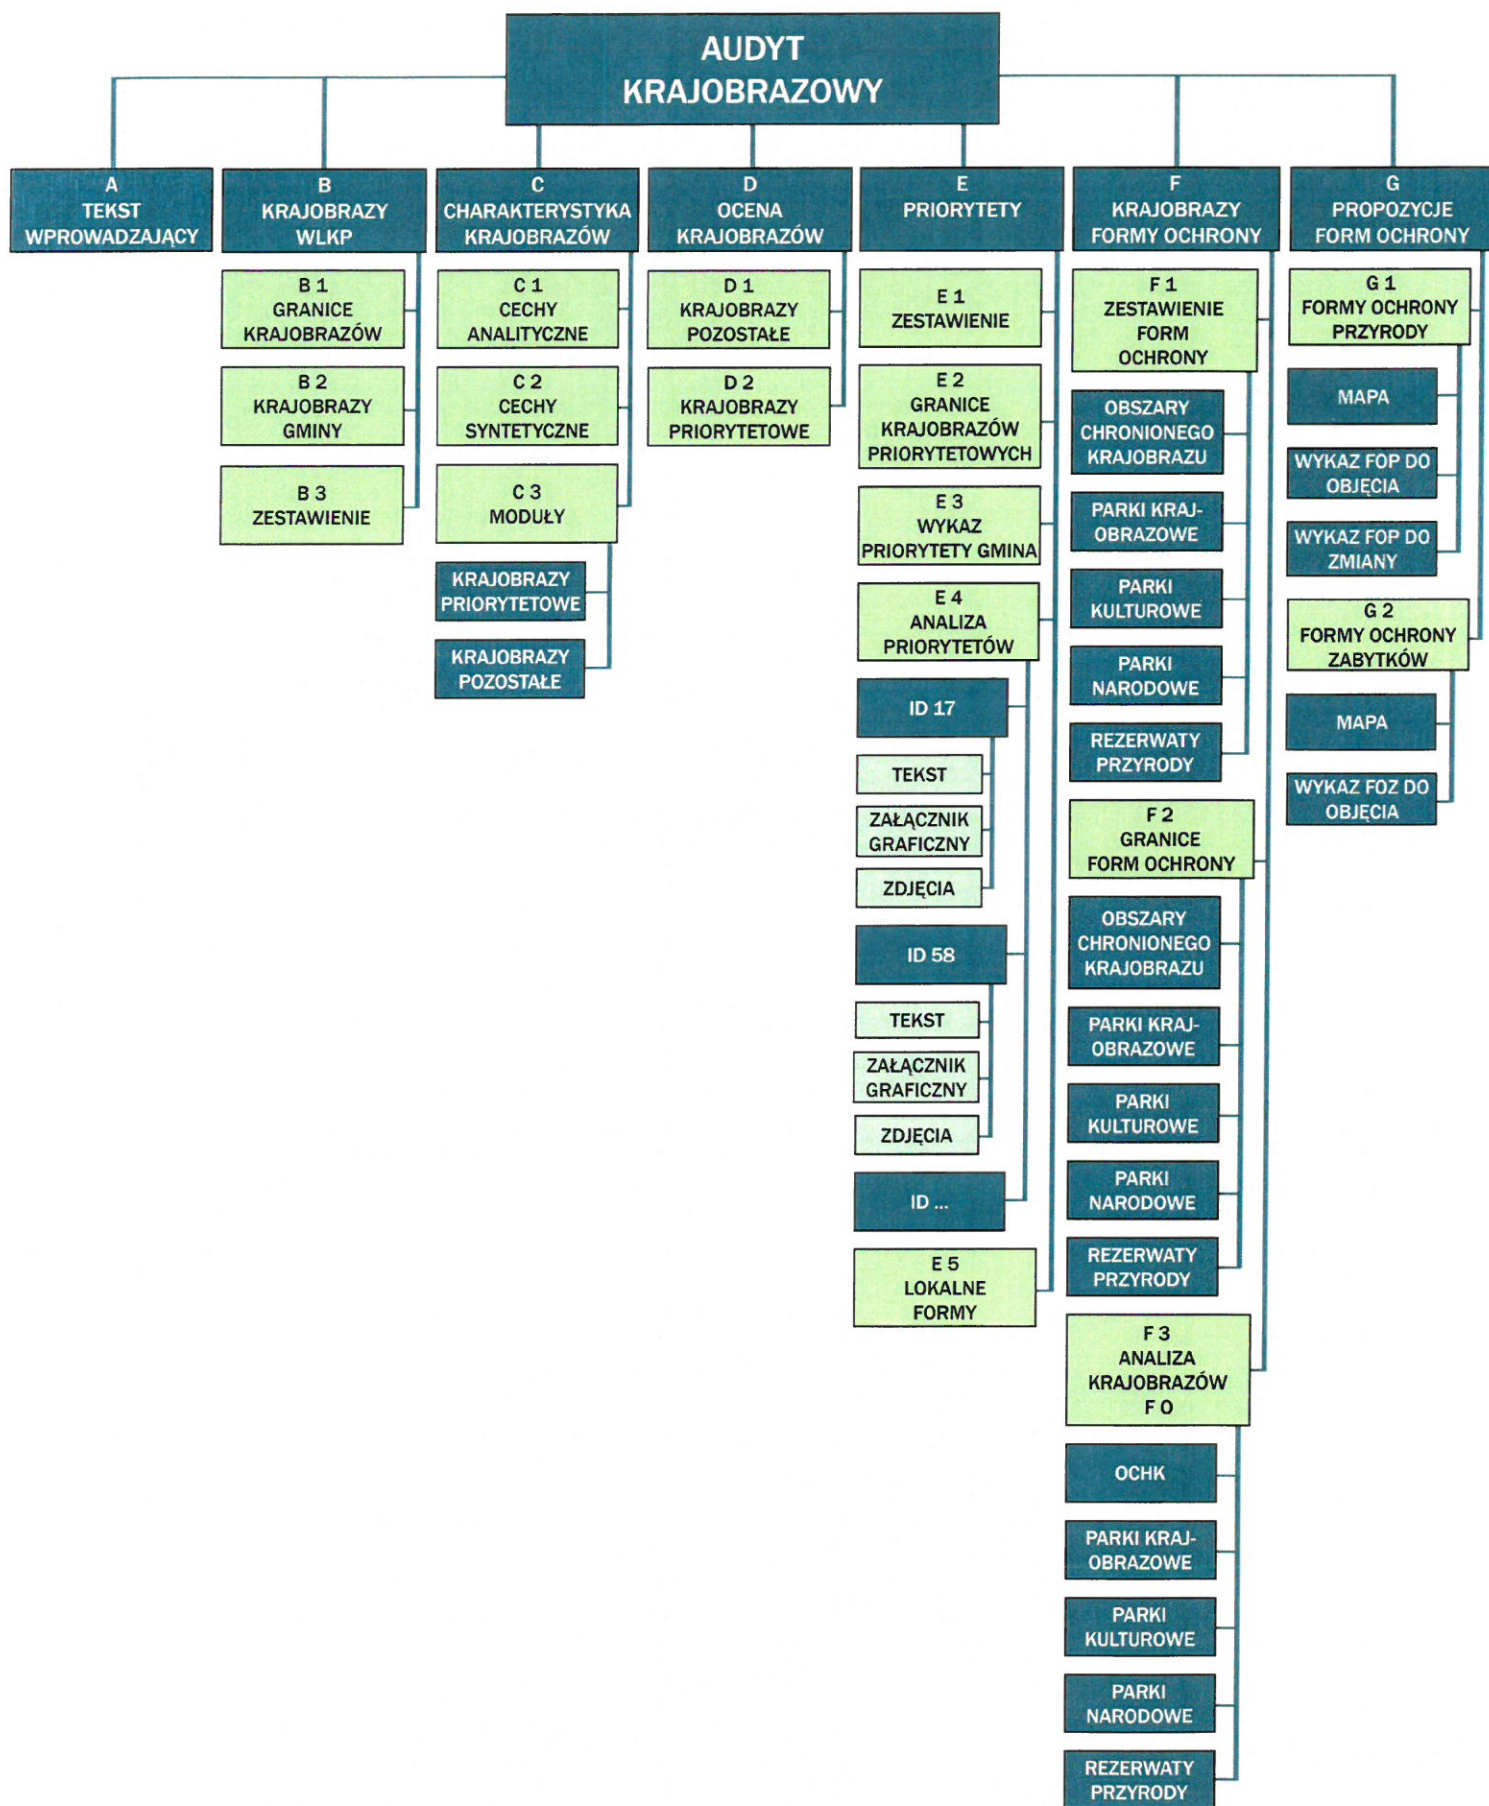 AUDYT
KRAJOBRAZOWY
A
TEKST
WPROWADZAJĄCY
B
KRAJOBRAZY
WLKP
B 1
GRANICE
KRAJOBRAZÓW
B 2
KRAJOBRAZY
GMINY
B 3
ZESTAWIENIE
C
CHARAKTERYSTYKA
KRAJOBRAZÓW
C 1
CECHY
ANALITYCZNE
C 2
CECHY
SYNTETYCZNE
C 3
MODUŁY
KRAJOBRAZY
PRIORYTETOWE
KRAJOBRAZY
POZOSTAŁE
D
OCENA
KRAJOBRAZÓW
D 1
KRAJOBRAZY
POZOSTAŁE
D 2
KRAJOBRAZY
PRIORYTETOWE
E
PRIORYTETY
E 1
ZESTAWIENIE
E 2
GRANICE
KRAJOBRAZÓW
PRIORYTETOWYCH
E 3
WYKAZ
PRIORYTETY GMINA
E 4
ANALIZA
PRIORYTETÓW
ID 17
TEKST
ZAŁĄCZNIK
GRAFICZNY
ZDJĘCIA
ID 58
TEKST
ZAŁĄCZNIK
GRAFICZNY
ZDJĘCIA
ID ...
E 5
LOKALNE
FORMY
F
KRAJOBRAZY
FORMY OCHRONY
F 1
ZESTAWIENIE
FORM
OCHRONY
OBSZARY
CHRONIONEGO
KRAJOBRAZU
PARKI KRAJ-
OBRAZOWE
PARKI
KULTUROWE
PARKI
NARODOWE
REZERWATY
PRZYRODY
F 2
GRANICE
FORM OCHRONY
OBSZARY
CHRONIONEGO
KRAJOBRAZU
PARKI KRAJ-
OBRAZOWE
PARKI
KULTUROWE
PARKI
NARODOWE
REZERWATY
PRZYRODY
F 3
ANALIZA
KRAJOBRAZÓW
F O
OCHK
PARKI KRAJ-
OBRAZOWE
PARKI
KULTUROWE
PARKI
NARODOWE
REZERWATY
PRZYRODY
G
PROPOZYCJE
FORM OCHRONY
G 1
FORMY OCHRONY
PRZYRODY
MAPA
WYKAZ FOP DO
OBJĘCIA
WYKAZ FOP DO
ZMIANY
G 2
FORMY OCHRONY
ZABYTKÓW
MAPA
WYKAZ FOZ DO
OBJĘCIA